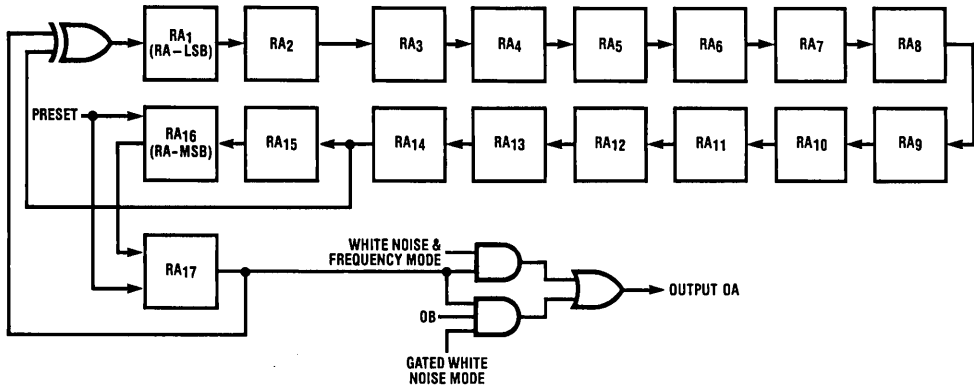 RA1
(RA–LSB)
RA2
RA3
RA4
RA5
RA6
RA7
RA8
PRESET
RA16
(RA–MSB)
RA15
RA14
RA13
RA12
RA11
RA10
RA9
RA17
WHITE NOISE &
FREQUENCY MODE
OUTPUT OA
OB
GATED WHITE
NOISE MODE